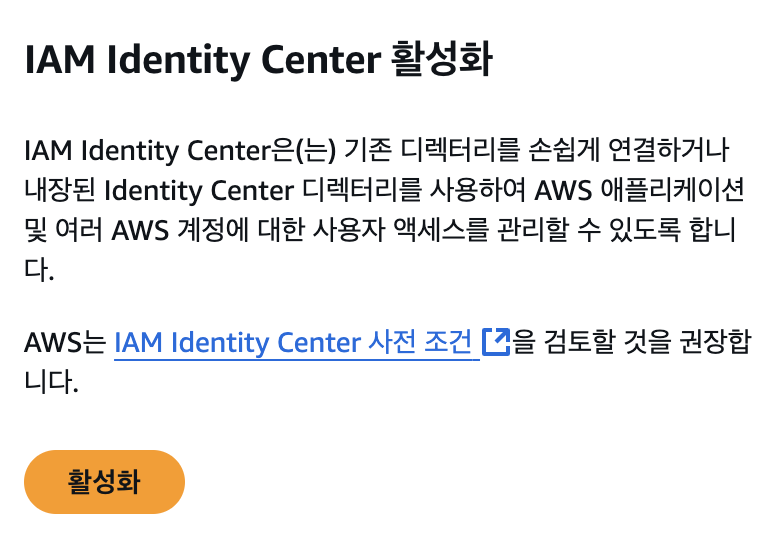 IAM Identity Center 활성화
IAM Identity Center은(는) 기존 디렉터리를 손쉽게 연결하거나
내장된 Identity Center 디렉터리를 사용하여 AWS 애플리케이션
및 여러 AWS 계정에 대한 사용자 액세스를 관리할 수 있도록 합니
다.
AWS는 IAM Identity Center 사전 조건 을 검토할 것을 권장합
니다.
활성화